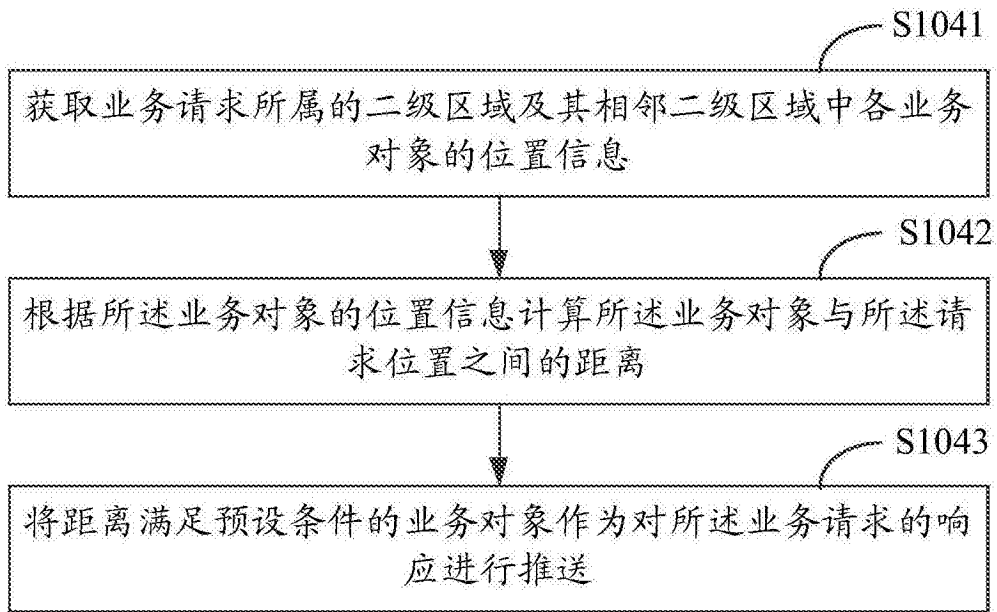 S1041
获取业务请求所属的二级区域及其相邻二级区域中各业务
对象的位置信息
S1042
根据所述业务对象的位置信息计算所述业务对象与所述请
求位置之间的距离
S1043
将距离满足预设条件的业务对象作为对所述业务请求的响
应进行推送